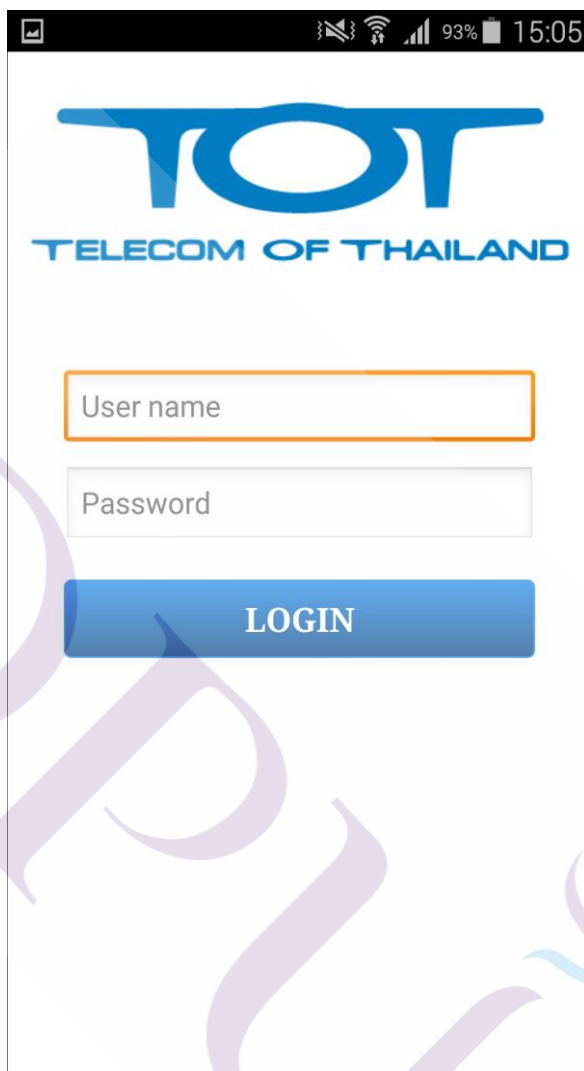 93% 15:05
TOT
TELECOM OF THAILAND
User name
Password
LOGIN